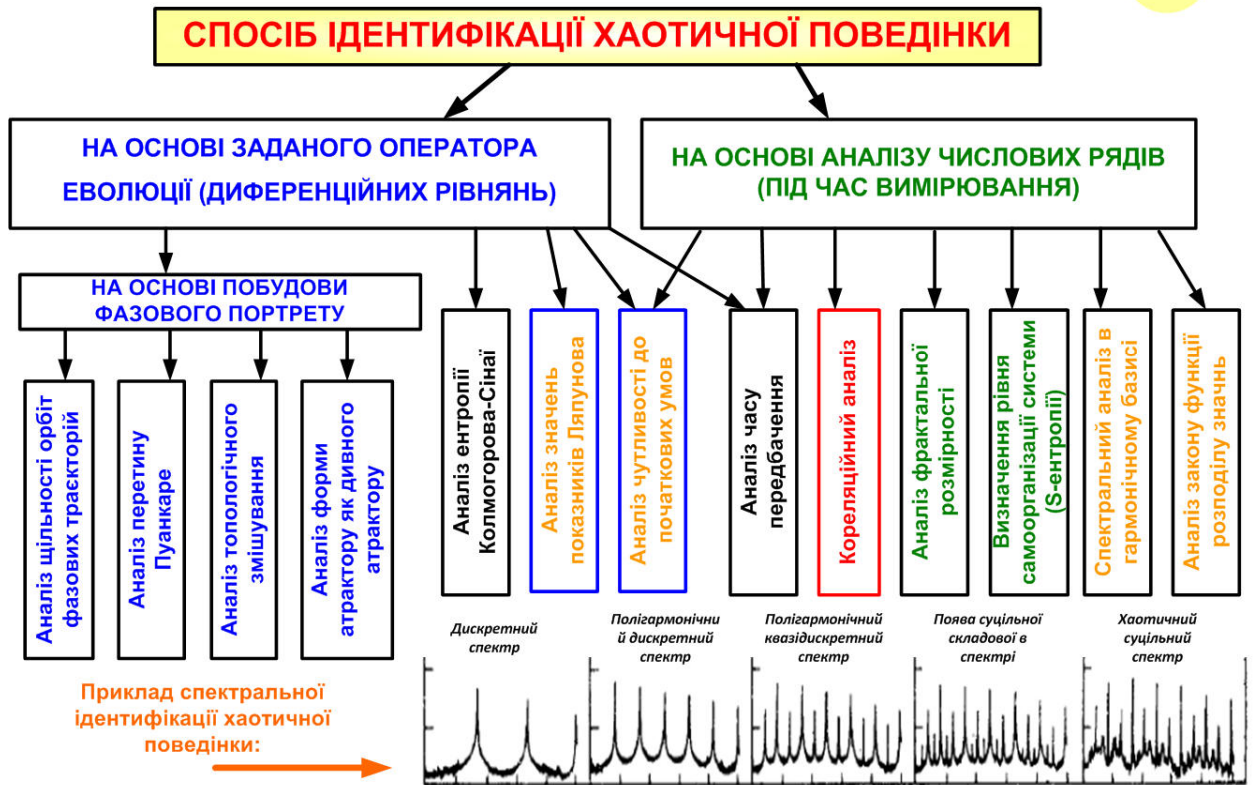 СПОСІБ ІДЕНТИФІКАЦІЇ ХАОТИЧНОЇ ПОВЕДІНКИ
НА ОСНОВІ ЗАДАНОГО ОПЕРАТОРА
ЕВОЛЮЦІЇ (ДИФЕРЕНЦІЙНИХ РІВНЯНЬ)
НА ОСНОВІ АНАЛІЗУ ЧИСЛОВИХ РЯДІВ
(ПІД ЧАС ВИМІРЮВАННЯ)
НА ОСНОВІ ПОБУДОВИ
ФАЗОВОГО ПОРТРЕТУ
Аналіз щільності орбіт
фазових траєкторій
Аналіз перетину
Пуанкаре
Аналіз топологічного
змішування
Аналіз форми
атрактору як дивного
атрактору
Аналіз ентропії
Колмогорова-Сінаї
Аналіз значень
показників Ляпунова
Аналіз чутливості до
початкових умов
Аналіз часу
передбачення
Кореляційний аналіз
Аналіз фрактальної
розмірності
Визначення рівня
самоорганізації системи
(S-ентропії)
Спектральний аналіз в
гармонічному базисі
Аналіз закону функції
розподілу значнь
Дискретний
спектр
Полігармонічни
й дискретний
спектр
Полігармонічний
квазідискретний
спектр
Поява суцільної
складової в
спектрі
Хаотичний
суцільний
спектр
Приклад спектральної
ідентифікації хаотичної
поведінки: